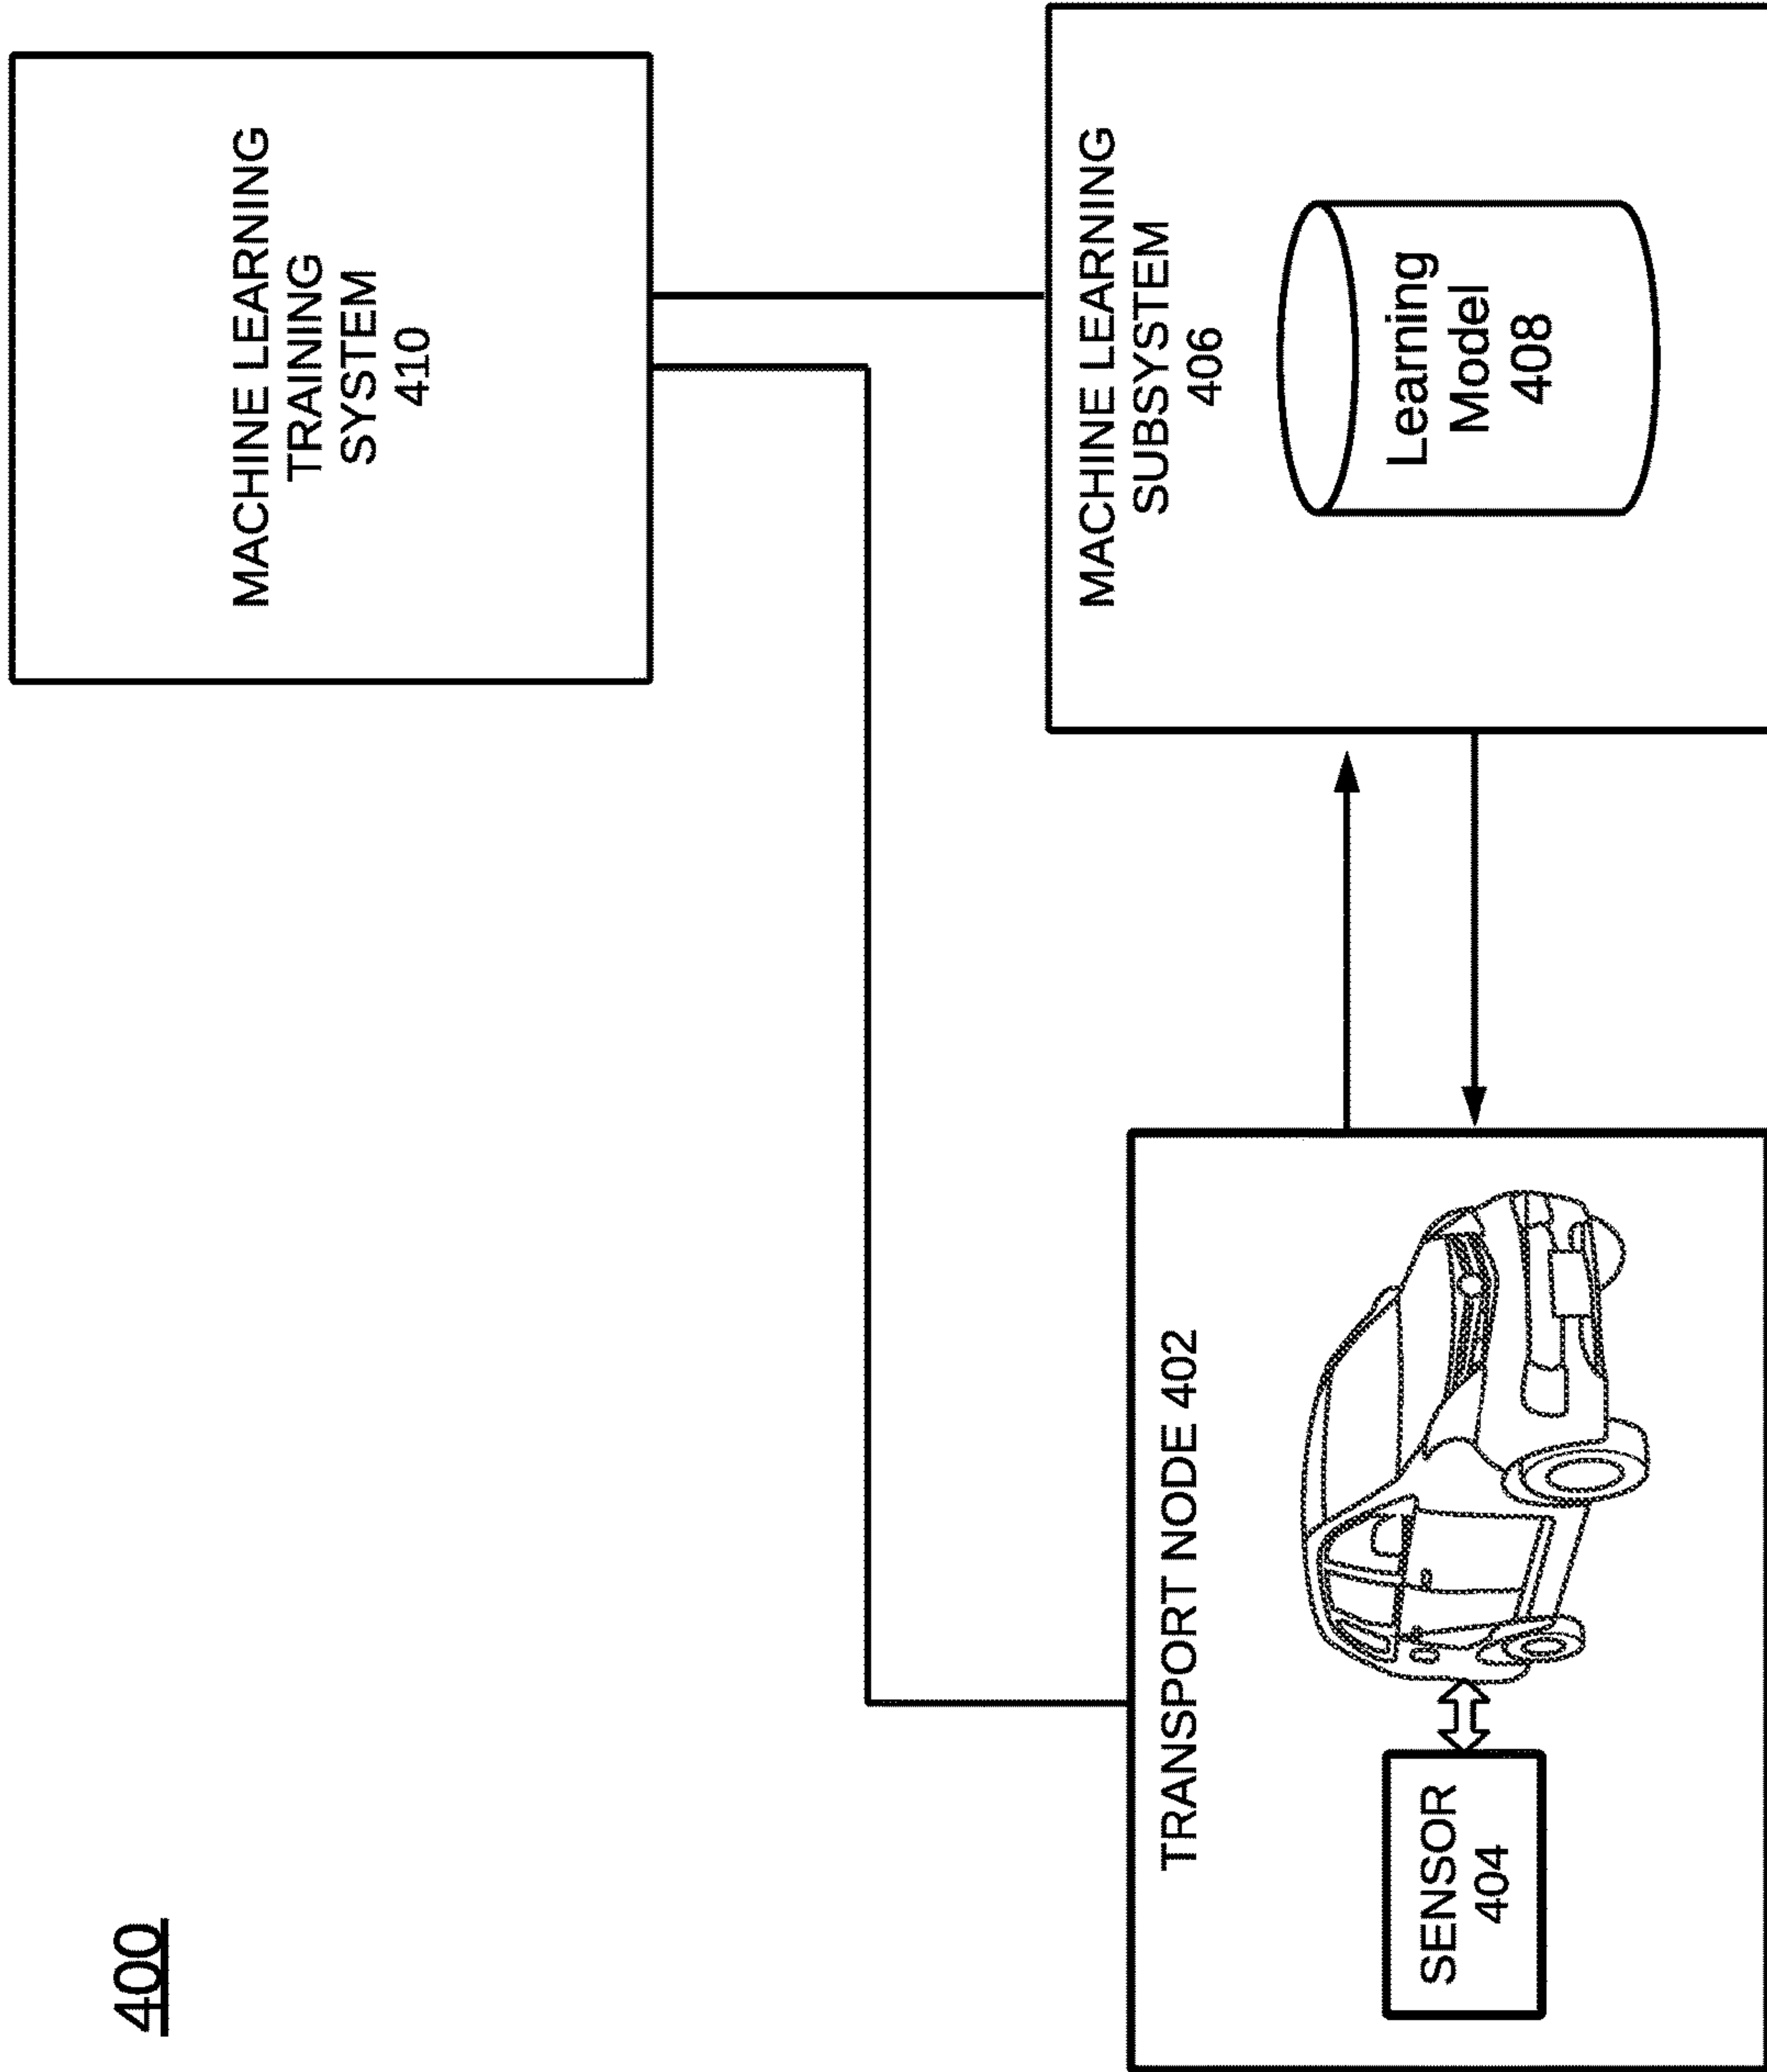 400
MACHINE LEARNING
TRAINING
SYSTEM
410
TRANSPORT NODE 402
SENSOR
404
MACHINE LEARNING
SUBSYSTEM
406
Learning
Model
408